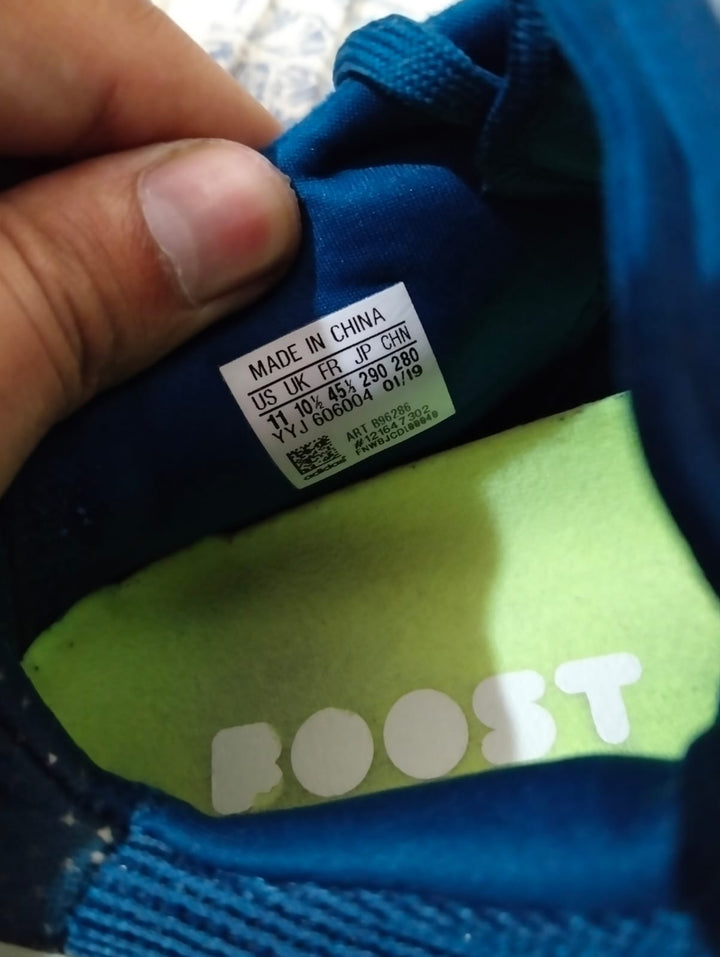 MADE IN CHINA
US UK FR JP CHN
11 10½ 45⅓ 290 280
YYJ 606004 01/19
ART B96286
#121647302
adidas
BOOST